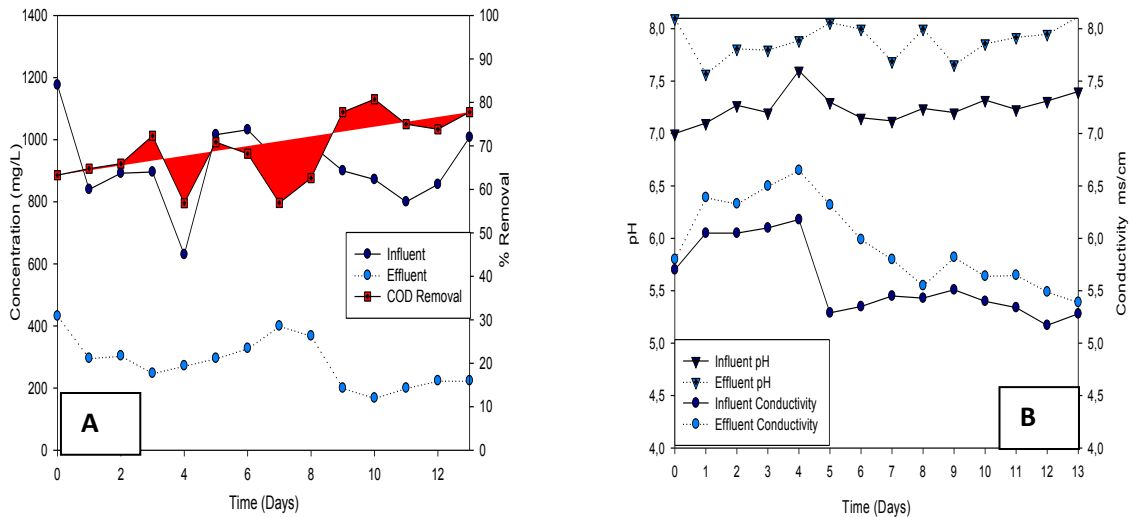 1400
1200
1000
800
600
400
200
0
Concentration (mg/L)
100
90
80
70
60
50
40
30
20
10
0
% Removal
Influent
Effluent
COD Removal
A
0 2 4 6 8 10 12
Time (Days)
8,0
7,5
7,0
6,5
6,0
5,5
5,0
4,5
4,0
pH
8,0
7,5
7,0
6,5
6,0
5,5
5,0
4,5
4,0
Conductivity ms/cm
Influent pH
Effluent pH
Influent Conductivity
Effluent Conductivity
B
0 1 2 3 4 5 6 7 8 9 10 11 12 13
Time (Days)